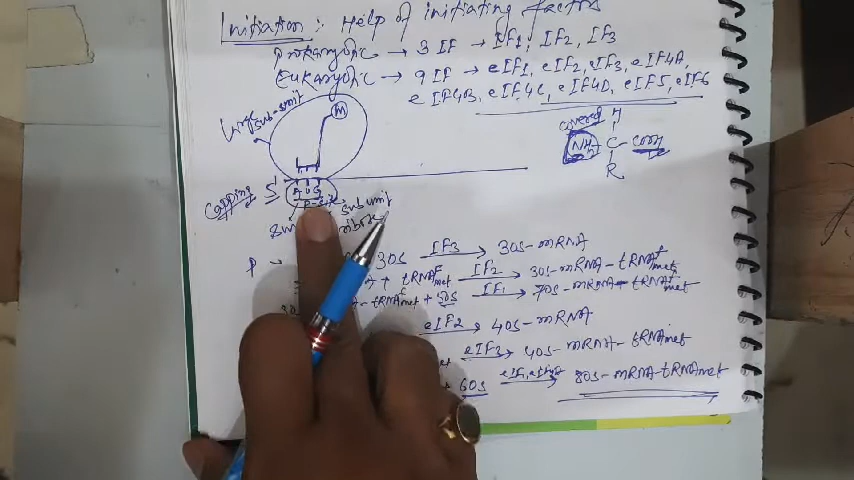 Initiation :- Help of initiating factors
Prokaryotic → 3 IF → IF1, IF2, IF3
Eukaryotic → 9 IF → eIF1, eIF2, eIF3, eIF4A,
eIF4B, eIF4C, eIF4D, eIF5, eIF6
Large sub-unit
M
covered
H
NH2 - C - COOH
R
Capping 5'
AUG
P-site
subunit
P → 30S IF3 → 30S-mRNA
+ tRNAfmet IF2 → 30S-mRNA-tRNAfmet
-tRNAfmet + 50S IF1 → 70S-mRNA-tRNAfmet
eIF2 → 40S-mRNA
eIF3 → 40S-mRNA-tRNAmet
+ 60S → 80S-mRNA-tRNAmet